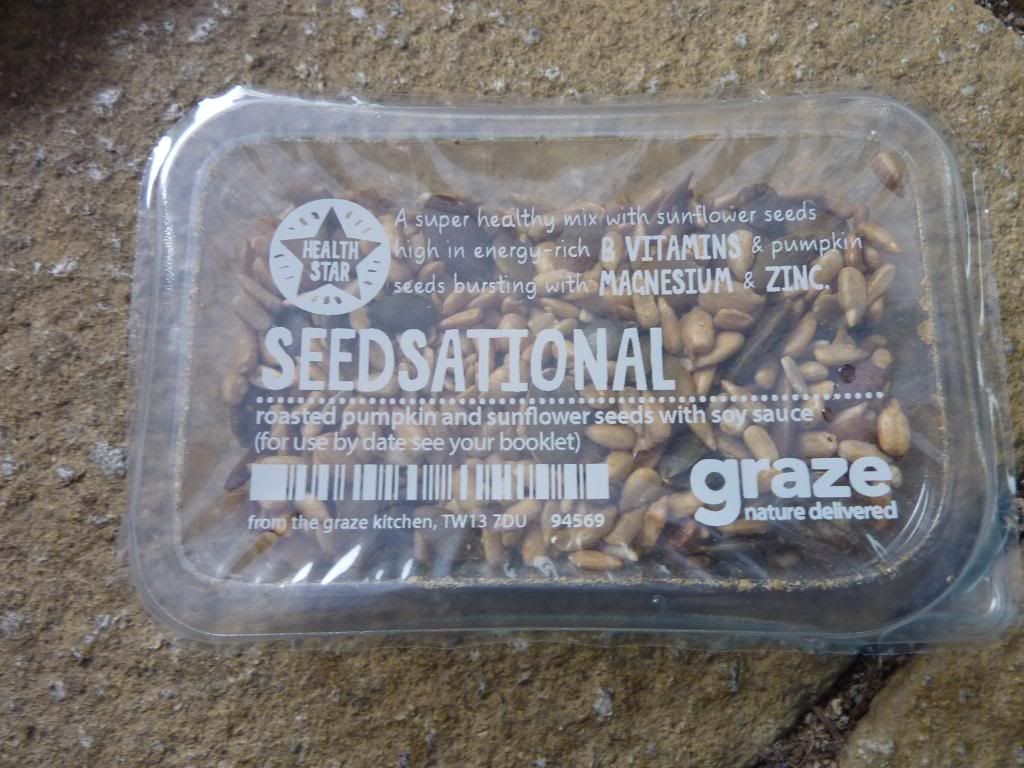 HEALTH
STAR
A super healthy mix with sunflower seeds
high in energy-rich B VITAMINS & pumpkin
seeds bursting with MAGNESIUM & ZINC.
SEEDSATIONAL
roasted pumpkin and sunflower seeds with soy sauce
(for use by date see your booklet)
from the graze kitchen, TW13 7DU 94569
graze
nature delivered